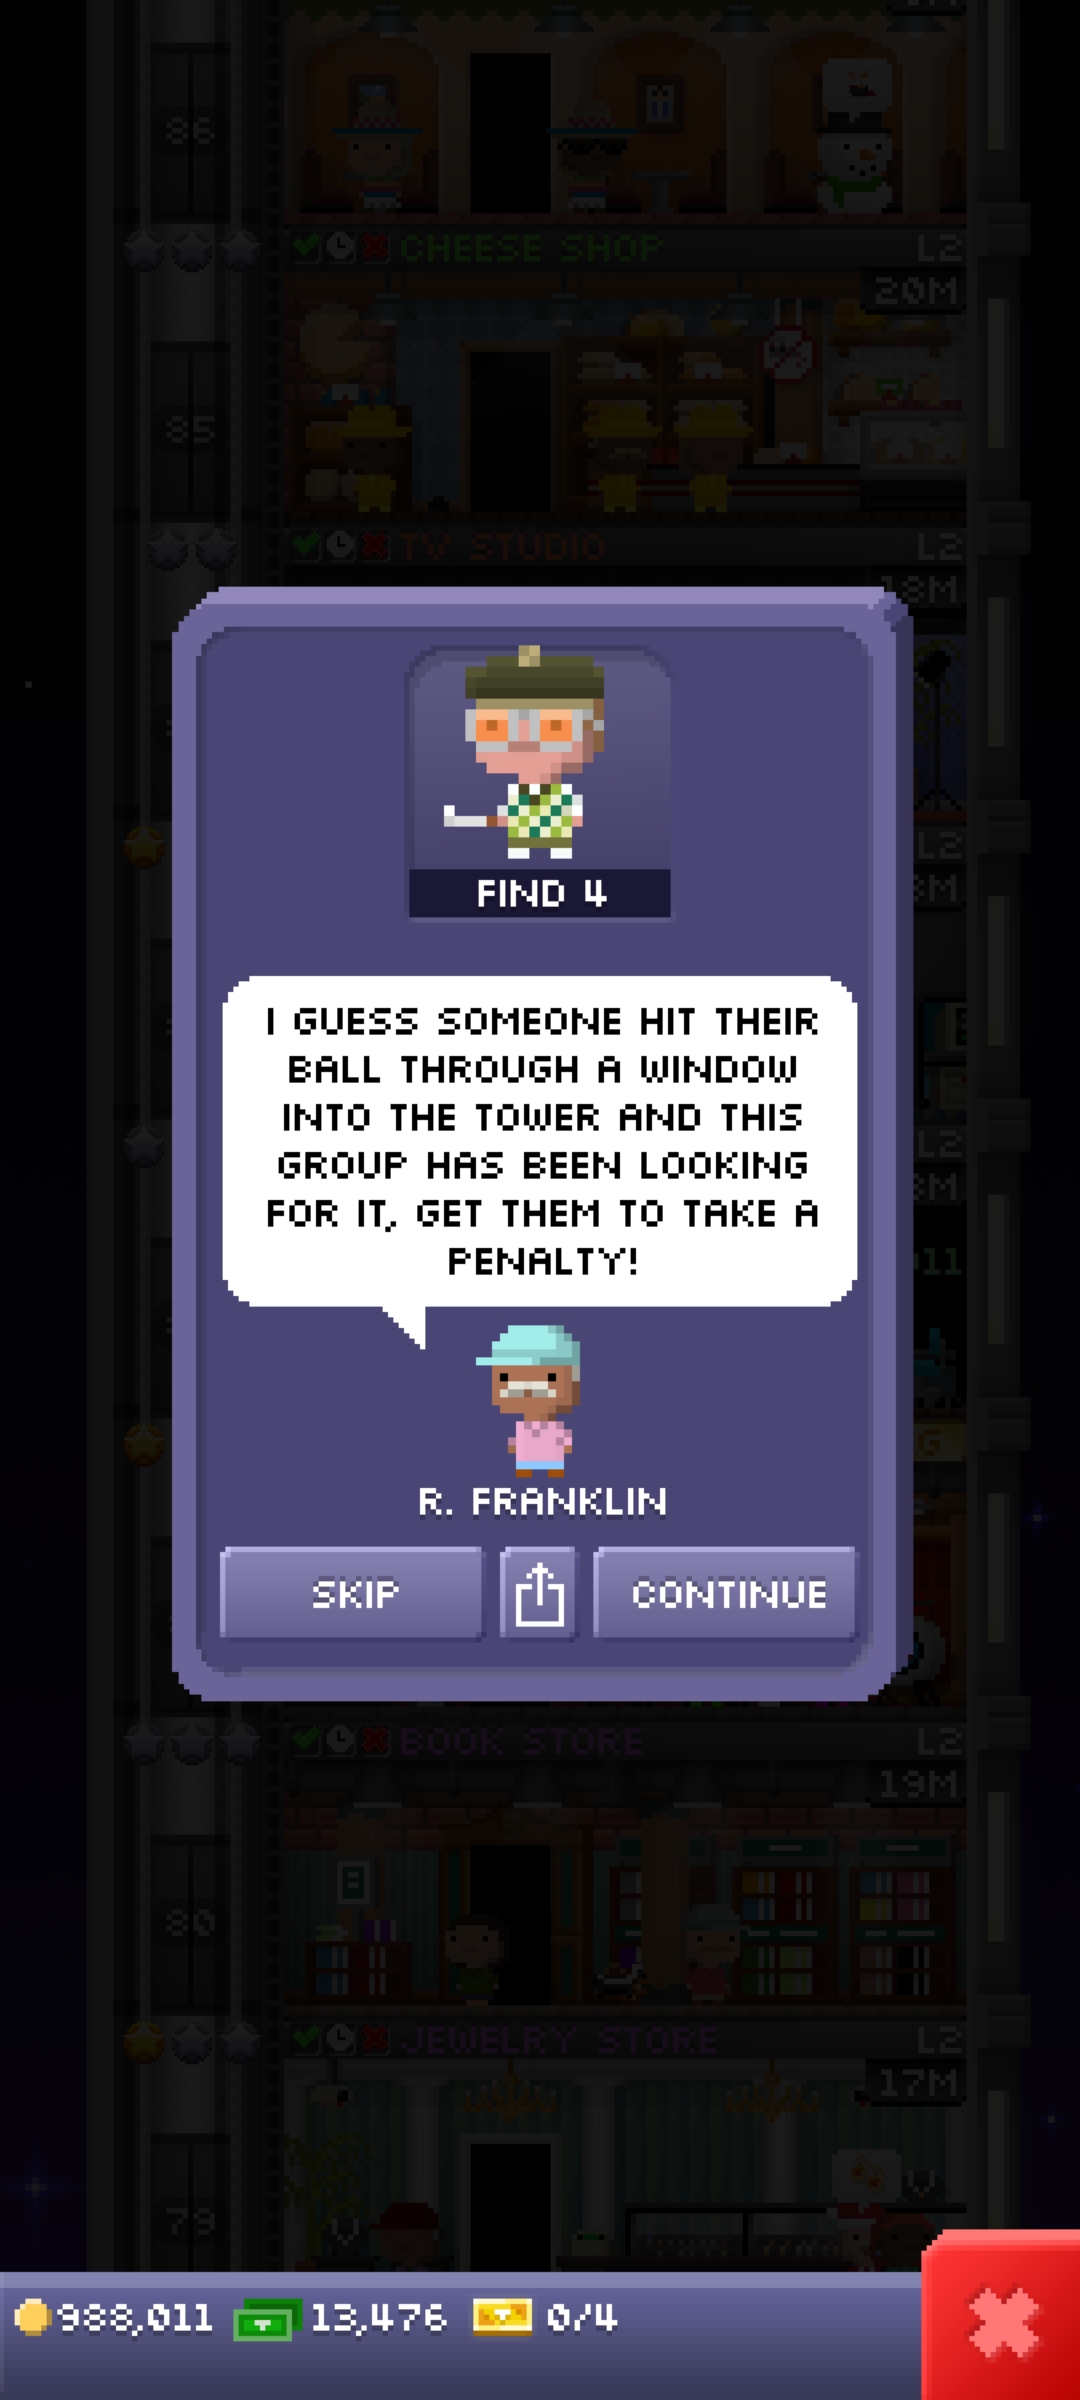 86
CHEESE SHOP L2
20M
85
TV STUDIO L2
18M
FIND 4
L2
I GUESS SOMEONE HIT THEIR
BALL THROUGH A WINDOW
INTO THE TOWER AND THIS
GROUP HAS BEEN LOOKING
FOR IT, GET THEM TO TAKE A
PENALTY!
L2
R. FRANKLIN
SKIP
CONTINUE
BOOK STORE L2
19M
80
JEWELRY STORE L2
17M
79
988,011 13,476 0/4